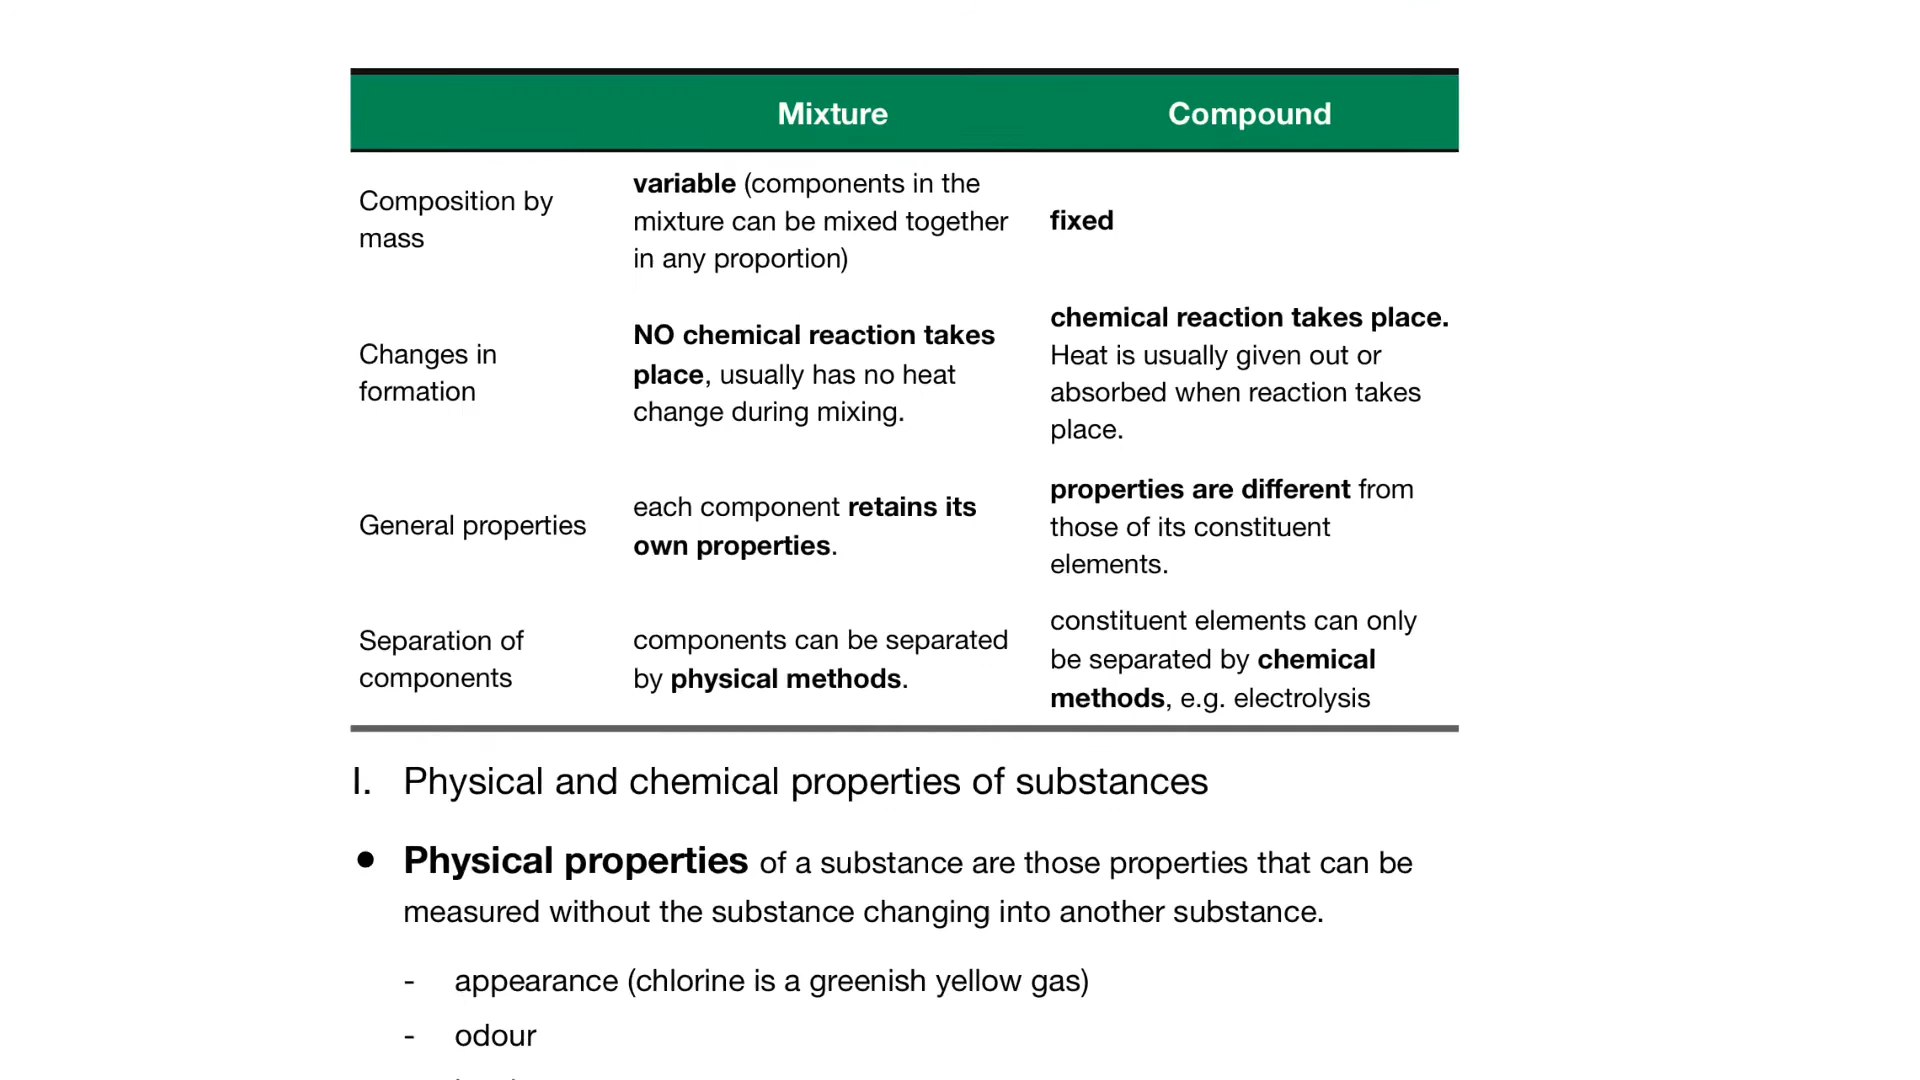 Mixture Compound
Composition by
mass
variable (components in the
mixture can be mixed together
in any proportion)
fixed
Changes in
formation
NO chemical reaction takes
place, usually has no heat
change during mixing.
chemical reaction takes place.
Heat is usually given out or
absorbed when reaction takes
place.
General properties
each component retains its
own properties.
properties are different from
those of its constituent
elements.
Separation of
components
components can be separated
by physical methods.
constituent elements can only
be separated by chemical
methods, e.g. electrolysis
I. Physical and chemical properties of substances
● Physical properties of a substance are those properties that can be
measured without the substance changing into another substance.
- appearance (chlorine is a greenish yellow gas)
- odour